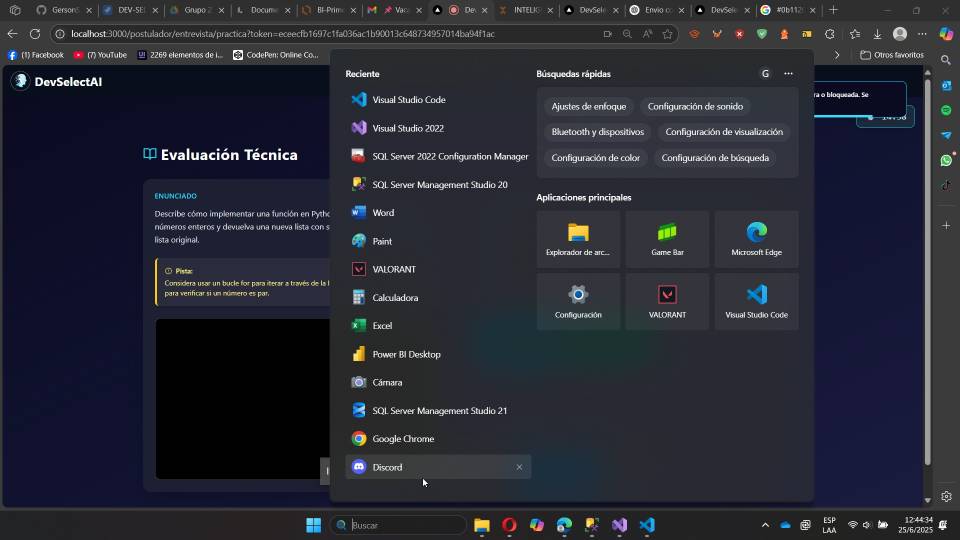 GersonS
DEV-SEL
Grupo 2
Docume
BI-Prim
Vaca
Dev
INTELIG
DevSele
Envio co
DevSele
#0b112
localhost:3000/postulador/entrevista/practica?token=eceecfb1697c1fa036ac1b90013c648734957014ba94f1ac
(1) Facebook
(7) YouTube
2269 elementos de i...
CodePen: Online Co...
Otros favoritos
DevSelectAI
ra o bloqueada. Se
Evaluación Técnica
ENUNCIADO
Describe cómo implementar una función en Pytho
números enteros y devuelva una nueva lista con s
lista original.
Pista:
Considera usar un bucle for para iterar a través de la l
para verificar si un número es par.
Reciente
Visual Studio Code
Visual Studio 2022
SQL Server 2022 Configuration Manager
SQL Server Management Studio 20
Word
Paint
VALORANT
Calculadora
Excel
Power BI Desktop
Cámara
SQL Server Management Studio 21
Google Chrome
Discord
Búsquedas rápidas
G
Ajustes de enfoque
Configuración de sonido
Bluetooth y dispositivos
Configuración de visualización
Configuración de color
Configuración de búsqueda
Aplicaciones principales
Explorador de arc...
Game Bar
Microsoft Edge
Configuración
VALORANT
Visual Studio Code
Buscar
ESP
LAA
12:44:34
25/6/2025